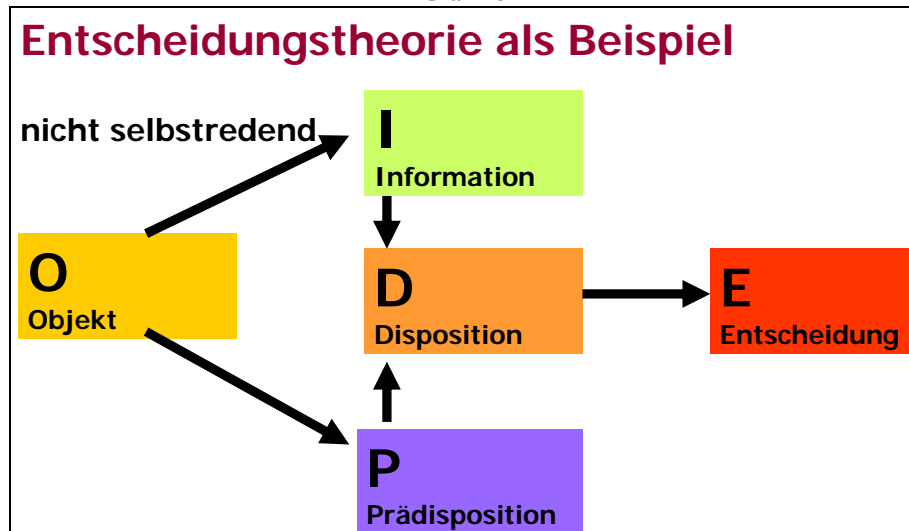 Entscheidungstheorie als Beispiel
nicht selbstredend
I
Information
O
Objekt
D
Disposition
E
Entscheidung
P
Prädisposition